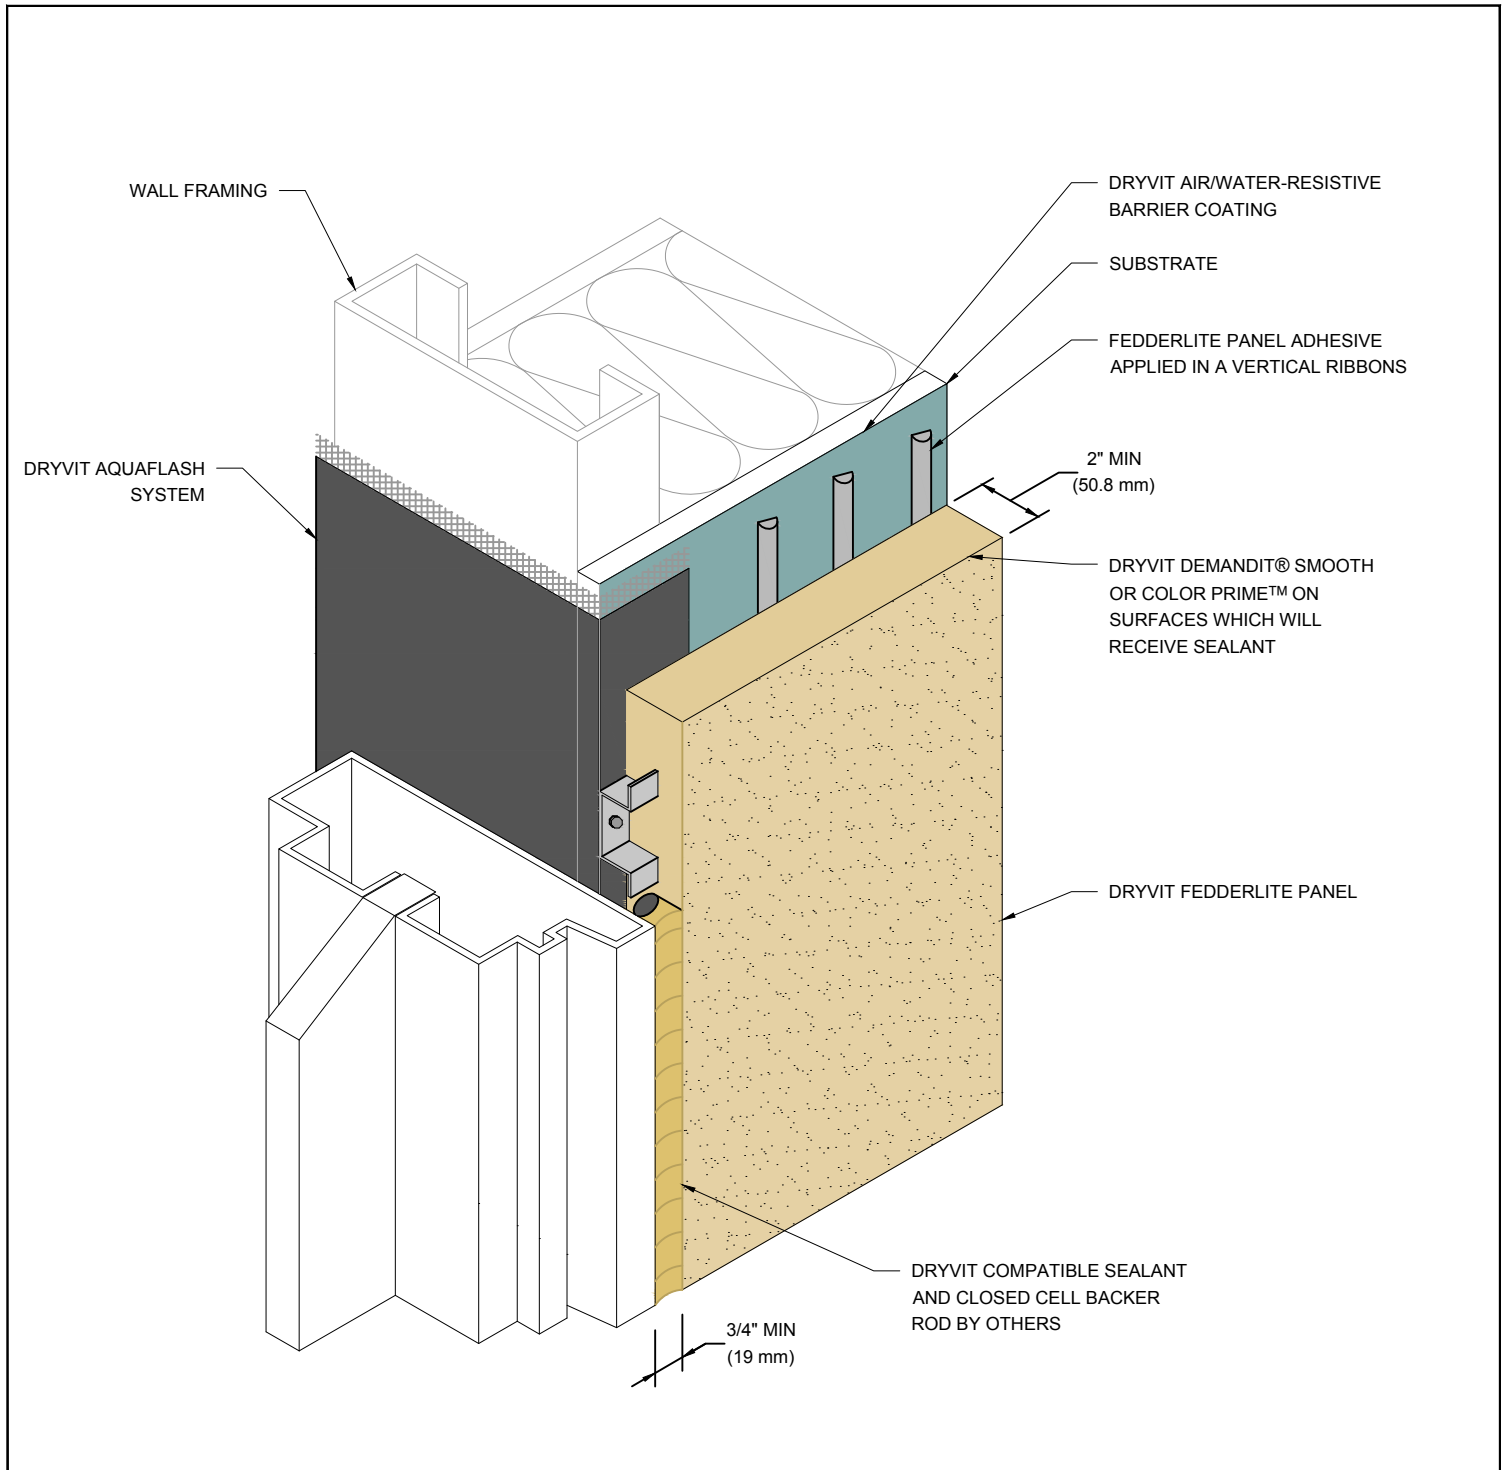 WALL FRAMING
DRYVIT AIR/WATER-RESISTIVE
BARRIER COATING
SUBSTRATE
FEDDERLITE PANEL ADHESIVE
APPLIED IN A VERTICAL RIBBONS
DRYVIT AQUAFLASH
SYSTEM
2" MIN
(50.8 mm)
DRYVIT DEMANDIT® SMOOTH
OR COLOR PRIME™ ON
SURFACES WHICH WILL
RECEIVE SEALANT
DRYVIT FEDDERLITE PANEL
DRYVIT COMPATIBLE SEALANT
AND CLOSED CELL BACKER
ROD BY OTHERS
3/4" MIN
(19 mm)